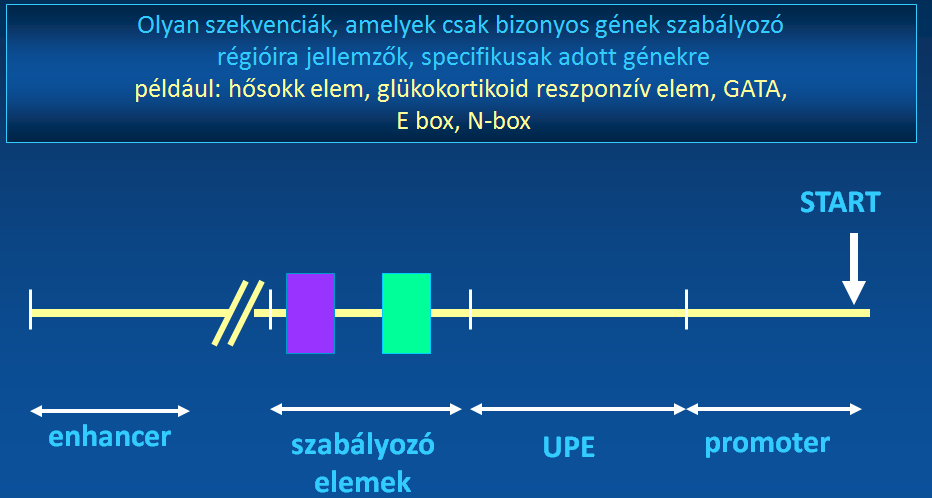 Olyan szekvenciák, amelyek csak bizonyos gének szabályozó
régióira jellemzők, specifikusak adott génekre
például: hősokk elem, glükokortikoid reszponzív elem, GATA,
E box, N-box
START
enhancer
szabályozó
elemek
UPE
promoter